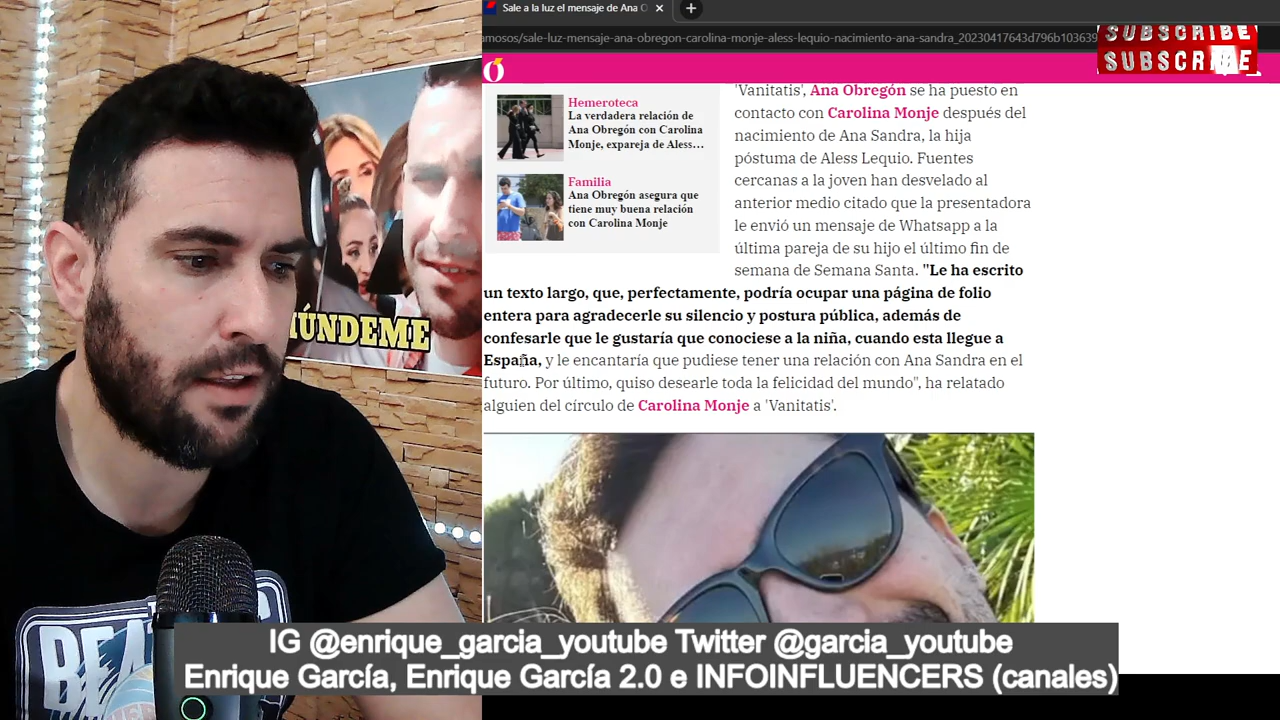 Sale a la luz el mensaje de Ana O
amosos/sale-luz-mensaje-ana-obregon-carolina-monje-aless-lequio-nacimiento-ana-sandra_20230417643d796b103639
SUBSCRIBE
SUBSCRIBE
Hemeroteca
La verdadera relación de
Ana Obregón con Carolina
Monje, expareja de Aless...
Familia
Ana Obregón asegura que
tiene muy buena relación
con Carolina Monje
'Vanitatis', Ana Obregón se ha puesto en
contacto con Carolina Monje después del
nacimiento de Ana Sandra, la hija
póstuma de Aless Lequio. Fuentes
cercanas a la joven han desvelado al
anterior medio citado que la presentadora
le envió un mensaje de Whatsapp a la
última pareja de su hijo el último fin de
semana de Semana Santa. "Le ha escrito
un texto largo, que, perfectamente, podría ocupar una página de folio
entera para agradecerle su silencio y postura pública, además de
confesarle que le gustaría que conociese a la niña, cuando esta llegue a
España, y le encantaría que pudiese tener una relación con Ana Sandra en el
futuro. Por último, quiso desearle toda la felicidad del mundo", ha relatado
alguien del círculo de Carolina Monje a 'Vanitatis'.
ÚNDEME
IG @enrique_garcia_youtube Twitter @garcia_youtube
Enrique García, Enrique García 2.0 e INFOINFLUENCERS (canales)